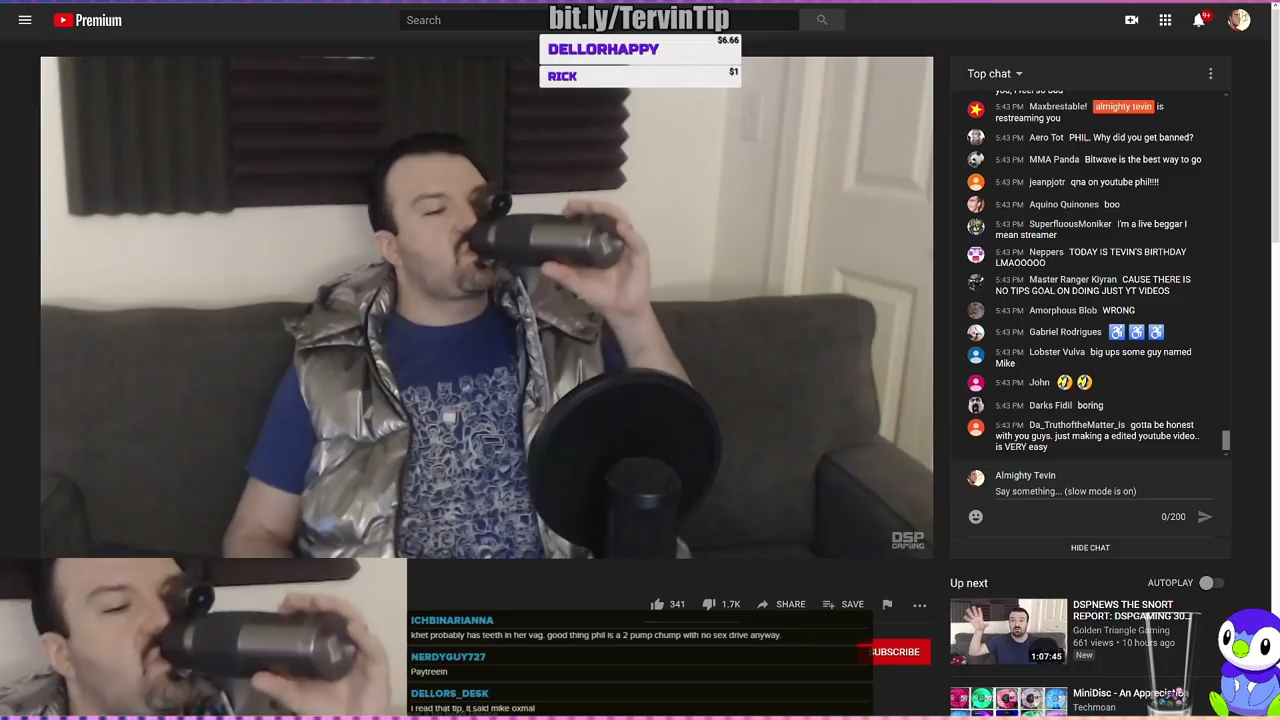 Premium
Search
bit.ly/TervinTip
9+
DELLORHAPPY $6.66
RICK $1
Top chat
you, I feel so bad
5:43 PM Maxbrestable! almighty tevin is
restreaming you
5:43 PM Aero Tot PHIL. Why did you get banned?
5:43 PM MMA Panda Bitwave is the best way to go
5:43 PM jeanpjotr qna on youtube phil!!!!
5:43 PM Aquino Quinones boo
5:43 PM SuperfluousMoniker I'm a live beggar I
mean streamer
5:43 PM Neppers TODAY IS TEVIN'S BIRTHDAY
LMAOOOOO
5:43 PM Master Ranger Kiyran CAUSE THERE IS
NO TIPS GOAL ON DOING JUST YT VIDEOS
5:43 PM Amorphous Blob WRONG
5:43 PM Gabriel Rodrigues ♿ ♿ ♿
5:43 PM Lobster Vulva big ups some guy named
Mike
5:43 PM John 🤣 🤣
5:43 PM Darks Fidil boring
5:43 PM Da_TruthoftheMatter_is gotta be honest
with you guys. just making a edited youtube video..
is VERY easy
Almighty Tevin
Say something... (slow mode is on)
0/200
HIDE CHAT
DSP
GAMING
341 1.7K SHARE SAVE
SUBSCRIBE
ICHBINARIANNA
khet probably has teeth in her vag. good thing phil is a 2 pump chump with no sex drive anyway.
NERDYGUY727
Paytreein
DELLORS_DESK
I read that tip, it said mike oxmal
Up next AUTOPLAY
DSPNEWS THE SNORT
REPORT: DSPGAMING 30...
Golden Triangle Gaming
661 views • 10 hours ago
New
1:07:45
MiniDisc - An Appreciation
Techmoan